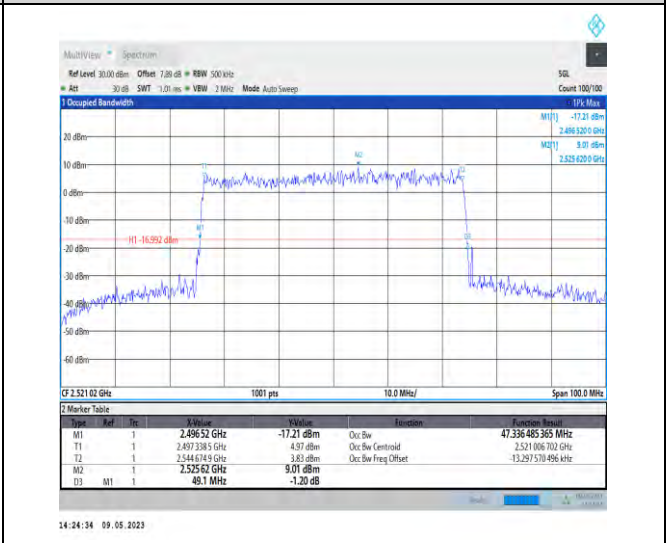 MultiView Spectrum
Ref Level 30.00 dBm Offset 7.89 dB RBW 500 kHz SGL
Att 30 dB SWT 1.01 ms VBW 2 MHz Mode Auto Sweep Count 100/100
1 Occupied Bandwidth 1Pk Max
M1[1] -17.21 dBm
2.496 520 0 GHz
M2[1] 9.01 dBm
2.525 620 0 GHz
20 dBm
M2
10 dBm
T1
0 dBm
-10 dBm
M1
H1 -16.992 dBm
-20 dBm
-30 dBm
-40 dBm
-50 dBm
-60 dBm
CF 2.521 02 GHz 1001 pts 10.0 MHz/ Span 100.0 MHz
2 Marker Table
Type Ref Trc X-Value Y-Value Function Function Result
M1 1 2.496 52 GHz -17.21 dBm Occ Bw 47.336 485 365 MHz
T1 1 2.497 338 5 GHz 4.97 dBm Occ Bw Centroid 2.521 006 702 GHz
T2 1 2.544 674 9 GHz 3.83 dBm Occ Bw Freq Offset -13.297 570 496 kHz
M2 1 2.525 62 GHz 9.01 dBm
D3 M1 1 49.1 MHz -1.20 dB
14:24:34 09.05.2023